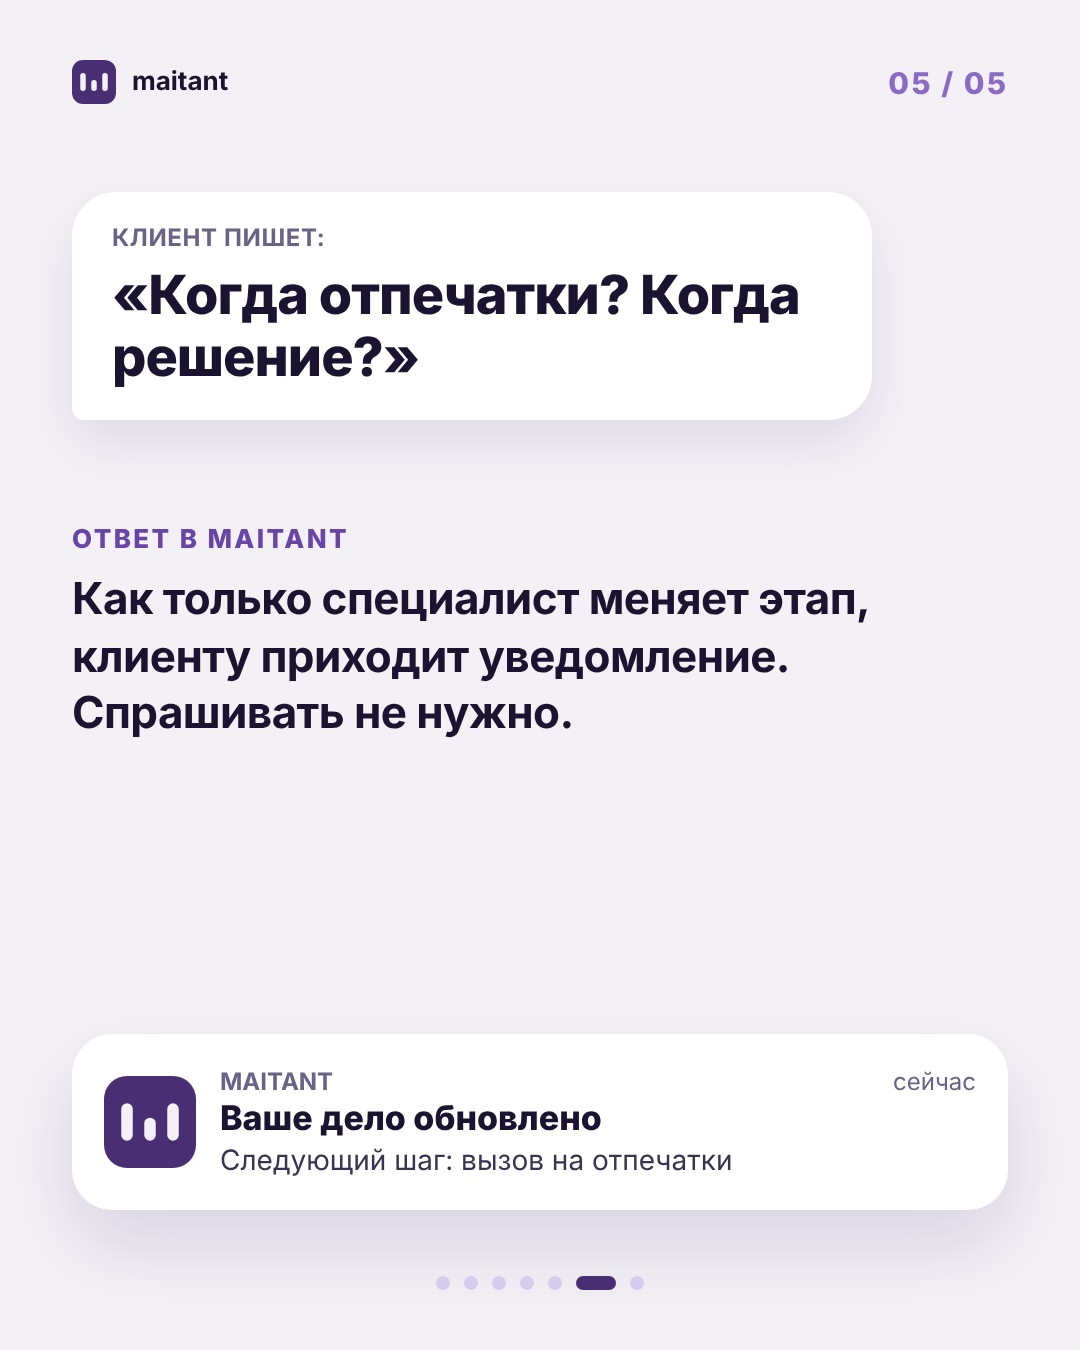 maitant
05 / 05
КЛИЕНТ ПИШЕТ:
«Когда отпечатки? Когда
решение?»
ОТВЕТ В MAITANT
Как только специалист меняет этап,
клиенту приходит уведомление.
Спрашивать не нужно.
MAITANT
сейчас
Ваше дело обновлено
Следующий шаг: вызов на отпечатки